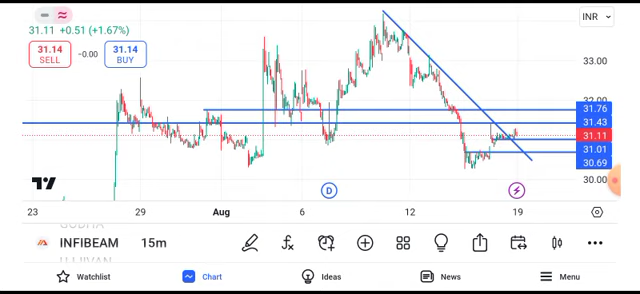 INR
31.11 +0.51 (+1.67%)
31.14
SELL
-0.00
31.14
BUY
33.00
32.00
31.76
31.43
31.11
31.01
30.69
30.00
D
23
29
Aug
6
12
19
INFIBEAM
15m
Watchlist
Chart
Ideas
News
Menu